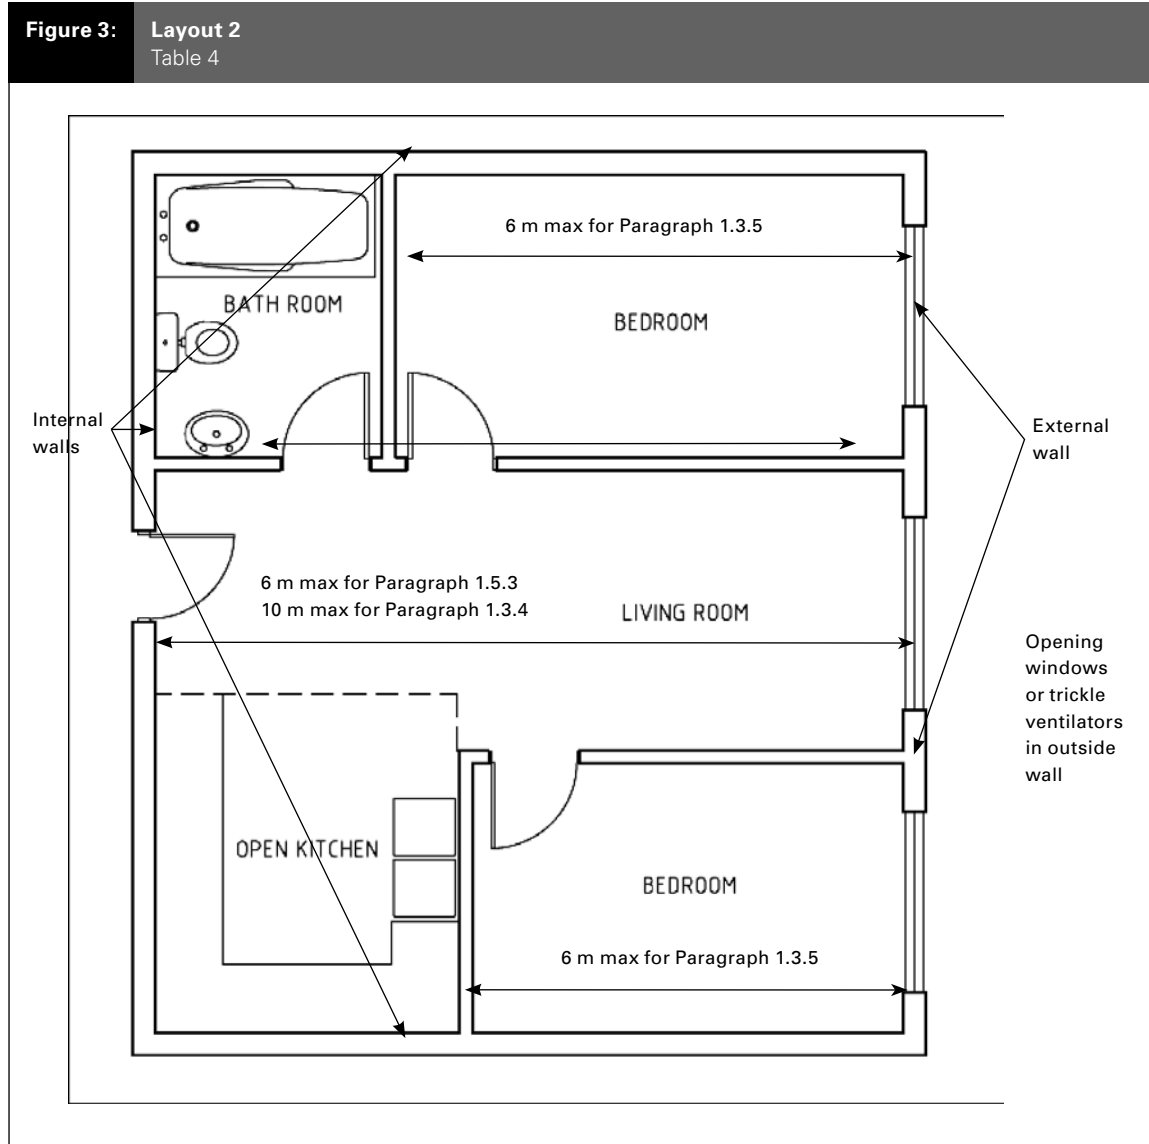 Figure 3:
Layout 2
Table 4
6 m max for Paragraph 1.3.5
BATH ROOM
BEDROOM
Internal
walls
External
wall
6 m max for Paragraph 1.5.3
10 m max for Paragraph 1.3.4
LIVING ROOM
Opening
windows
or trickle
ventilators
in outside
wall
OPEN KITCHEN
BEDROOM
6 m max for Paragraph 1.3.5